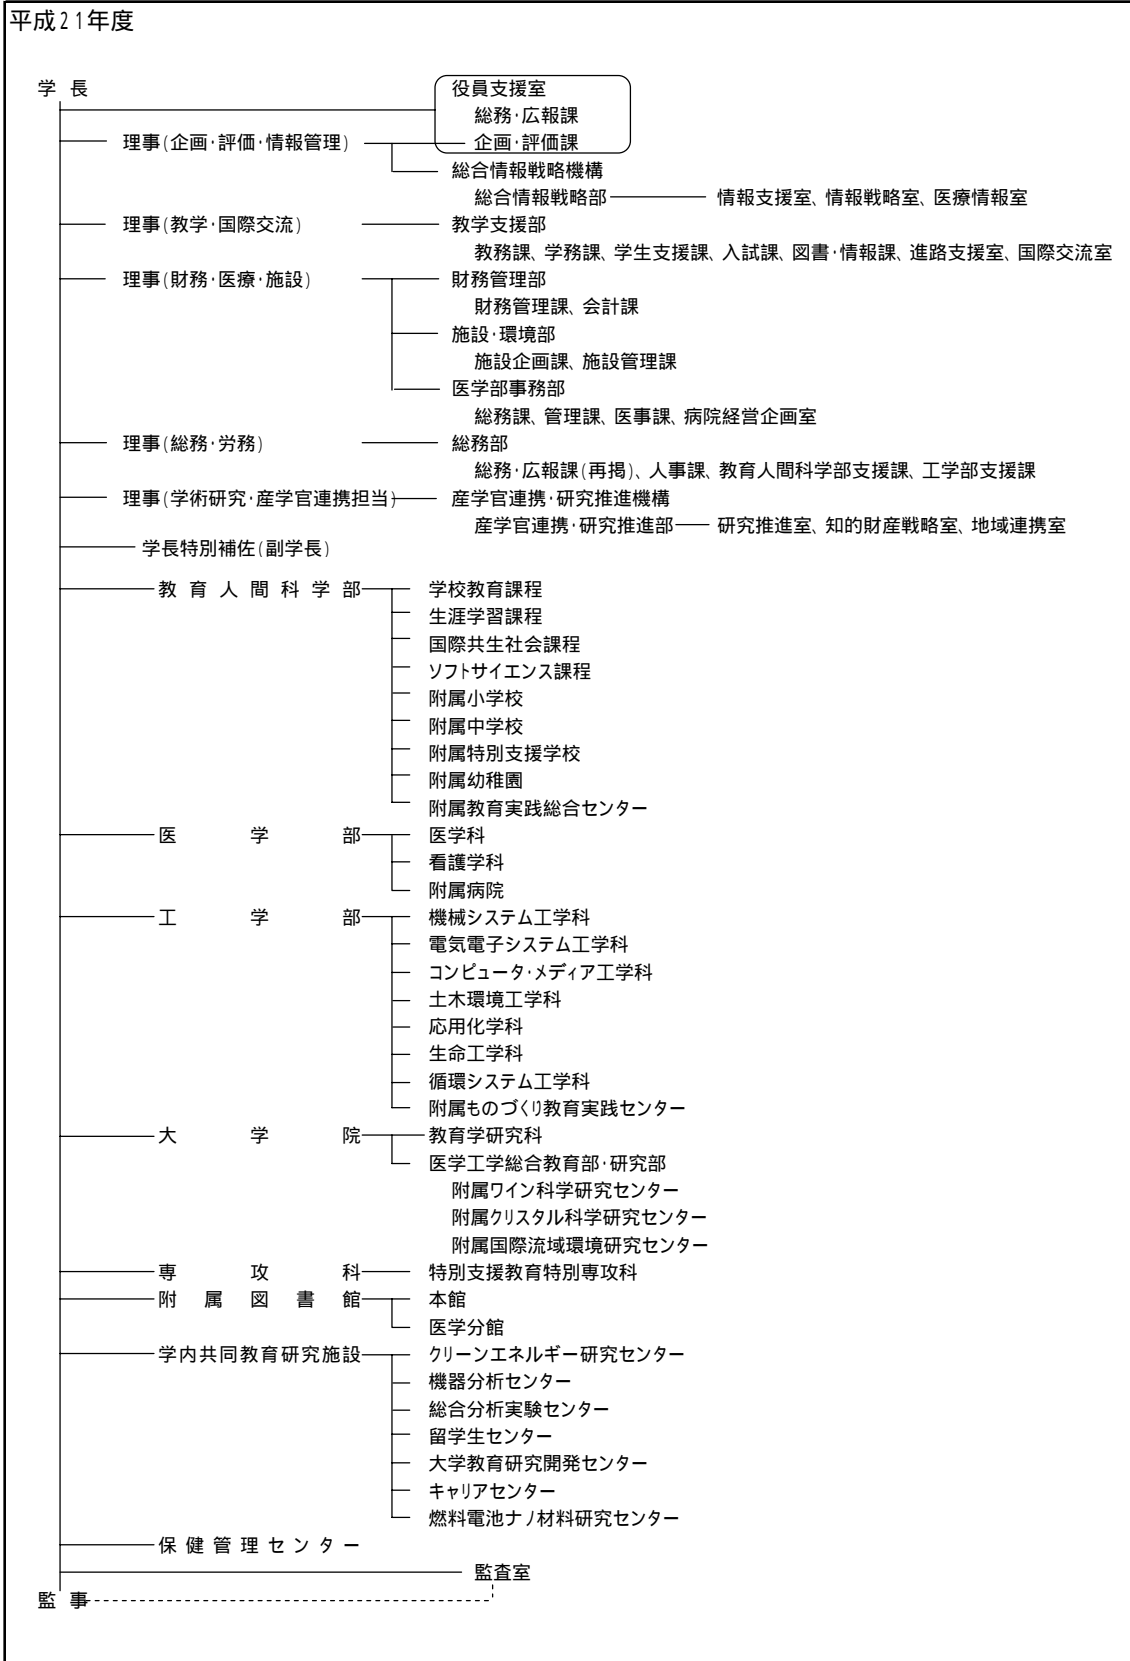 平成21年度
学 長
役員支援室
総務・広報課
理事(企画・評価・情報管理) 企画・評価課
総合情報戦略機構
総合情報戦略部 情報支援室、情報戦略室、医療情報室
理事(教学・国際交流) 教学支援部
教務課、学務課、学生支援課、入試課、図書・情報課、進路支援室、国際交流室
理事(財務・医療・施設) 財務管理部
財務管理課、会計課
施設・環境部
施設企画課、施設管理課
医学部事務部
総務課、管理課、医事課、病院経営企画室
理事(総務・労務) 総務部
総務・広報課(再掲)、人事課、教育人間科学部支援課、工学部支援課
理事(学術研究・産学官連携担当) 産学官連携・研究推進機構
産学官連携・研究推進部 研究推進室、知的財産戦略室、地域連携室
学長特別補佐(副学長)
教育人間科学部 学校教育課程
生涯学習課程
国際共生社会課程
ソフトサイエンス課程
附属小学校
附属中学校
附属特別支援学校
附属幼稚園
附属教育実践総合センター
医学部 医学科
看護学科
附属病院
工学部 機械システム工学科
電気電子システム工学科
コンピュータ・メディア工学科
土木環境工学科
応用化学科
生命工学科
循環システム工学科
附属ものづくり教育実践センター
大学院 教育学研究科
医学工学総合教育部・研究部
附属ワイン科学研究センター
附属クリスタル科学研究センター
附属国際流域環境研究センター
専攻科 特別支援教育特別専攻科
附属図書館 本館
医学分館
学内共同教育研究施設 クリーンエネルギー研究センター
機器分析センター
総合分析実験センター
留学生センター
大学教育研究開発センター
キャリアセンター
燃料電池ナノ材料研究センター
保健管理センター
監査室
監 事